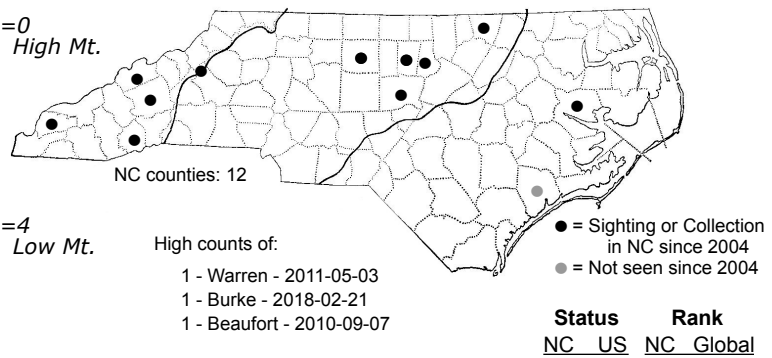 =0
High Mt.
NC counties: 12
=4
Low Mt.
High counts of:
1 - Warren - 2011-05-03
1 - Burke - 2018-02-21
1 - Beaufort - 2010-09-07
= Sighting or Collection
in NC since 2004
= Not seen since 2004
Status Rank
NC US NC Global